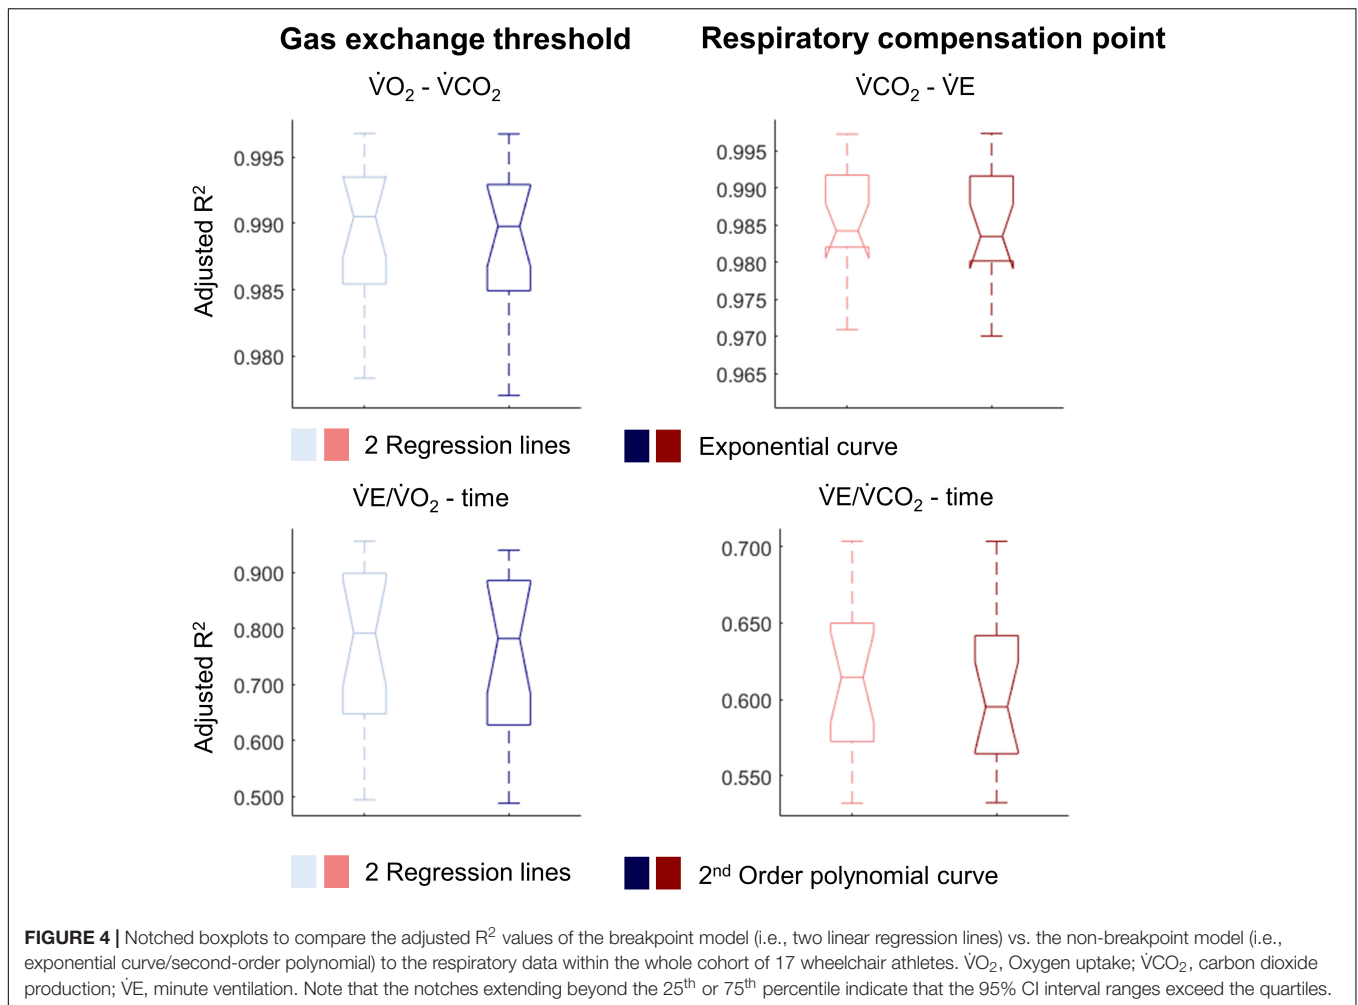 Gas exchange threshold
Respiratory compensation point
V̇O₂ - V̇CO₂
V̇CO₂ - V̇E
Adjusted R²
0.995
0.990
0.985
0.980
0.995
0.990
0.985
0.980
0.975
0.970
0.965
2 Regression lines
Exponential curve
V̇E/V̇O₂ - time
V̇E/V̇CO₂ - time
Adjusted R²
0.900
0.800
0.700
0.600
0.500
0.700
0.650
0.600
0.550
2 Regression lines
2ⁿᵈ Order polynomial curve
FIGURE 4 | Notched boxplots to compare the adjusted R² values of the breakpoint model (i.e., two linear regression lines) vs. the non-breakpoint model (i.e.,
exponential curve/second-order polynomial) to the respiratory data within the whole cohort of 17 wheelchair athletes. V̇O₂, Oxygen uptake; V̇CO₂, carbon dioxide
production; V̇E, minute ventilation. Note that the notches extending beyond the 25ᵗʰ or 75ᵗʰ percentile indicate that the 95% CI interval ranges exceed the quartiles.